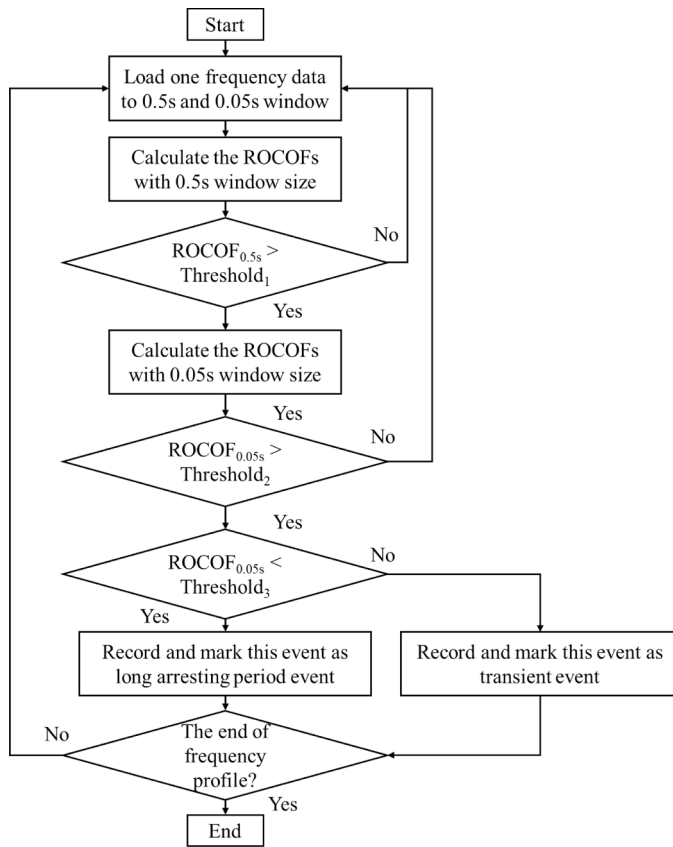 Start
Load one frequency data
to 0.5s and 0.05s window
Calculate the ROCOFs
with 0.5s window size
No
ROCOF₀.₅ₛ >
Threshold₁
Yes
Calculate the ROCOFs
with 0.05s window size
Yes
No
ROCOF₀.₀₅ₛ >
Threshold₂
Yes
No
ROCOF₀.₀₅ₛ <
Threshold₃
Yes
Record and mark this event as
long arresting period event
Record and mark this event as
transient event
No
The end of
frequency
profile?
Yes
End